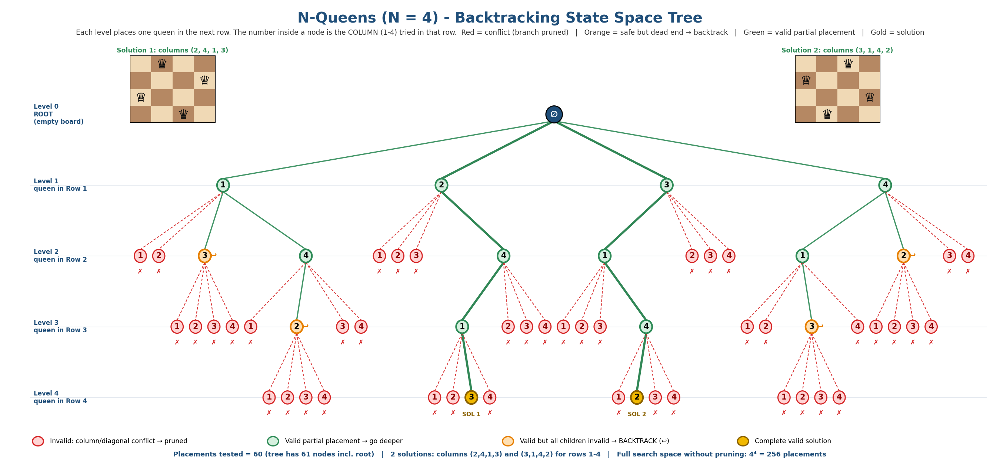 N-Queens (N = 4) - Backtracking State Space Tree
Each level places one queen in the next row. The number inside a node is the COLUMN (1-4) tried in that row.  Red = conflict (branch pruned)   |   Orange = safe but dead end → backtrack   |   Green = valid partial placement   |   Gold = solution
Solution 1: columns (2, 4, 1, 3)
Solution 2: columns (3, 1, 4, 2)
Level 0
ROOT
(empty board)
∅
Level 1
queen in Row 1
1 2 3 4
Level 2
queen in Row 2
1 2 3 ↩ 4 1 2 3 4 1 2 3 4 1 2 ↩ 3 4
✗ ✗ ✗ ✗ ✗ ✗ ✗ ✗ ✗ ✗
Level 3
queen in Row 3
1 2 3 4 1 2 ↩ 3 4 1 2 3 4 1 2 3 4 1 2 3 ↩ 4 1 2 3 4
✗ ✗ ✗ ✗ ✗ ✗ ✗ ✗ ✗ ✗ ✗ ✗ ✗ ✗ ✗ ✗ ✗ ✗ ✗ ✗
Level 4
queen in Row 4
1 2 3 4 1 2 3 4 1 2 3 4 1 2 3 4
✗ ✗ ✗ ✗ ✗ ✗ SOL 1 ✗ ✗ SOL 2 ✗ ✗ ✗ ✗ ✗ ✗
Invalid: column/diagonal conflict → pruned
Valid partial placement → go deeper
Valid but all children invalid → BACKTRACK (↩)
Complete valid solution
Placements tested = 60 (tree has 61 nodes incl. root)   |   2 solutions: columns (2,4,1,3) and (3,1,4,2) for rows 1-4   |   Full search space without pruning: 4⁴ = 256 placements